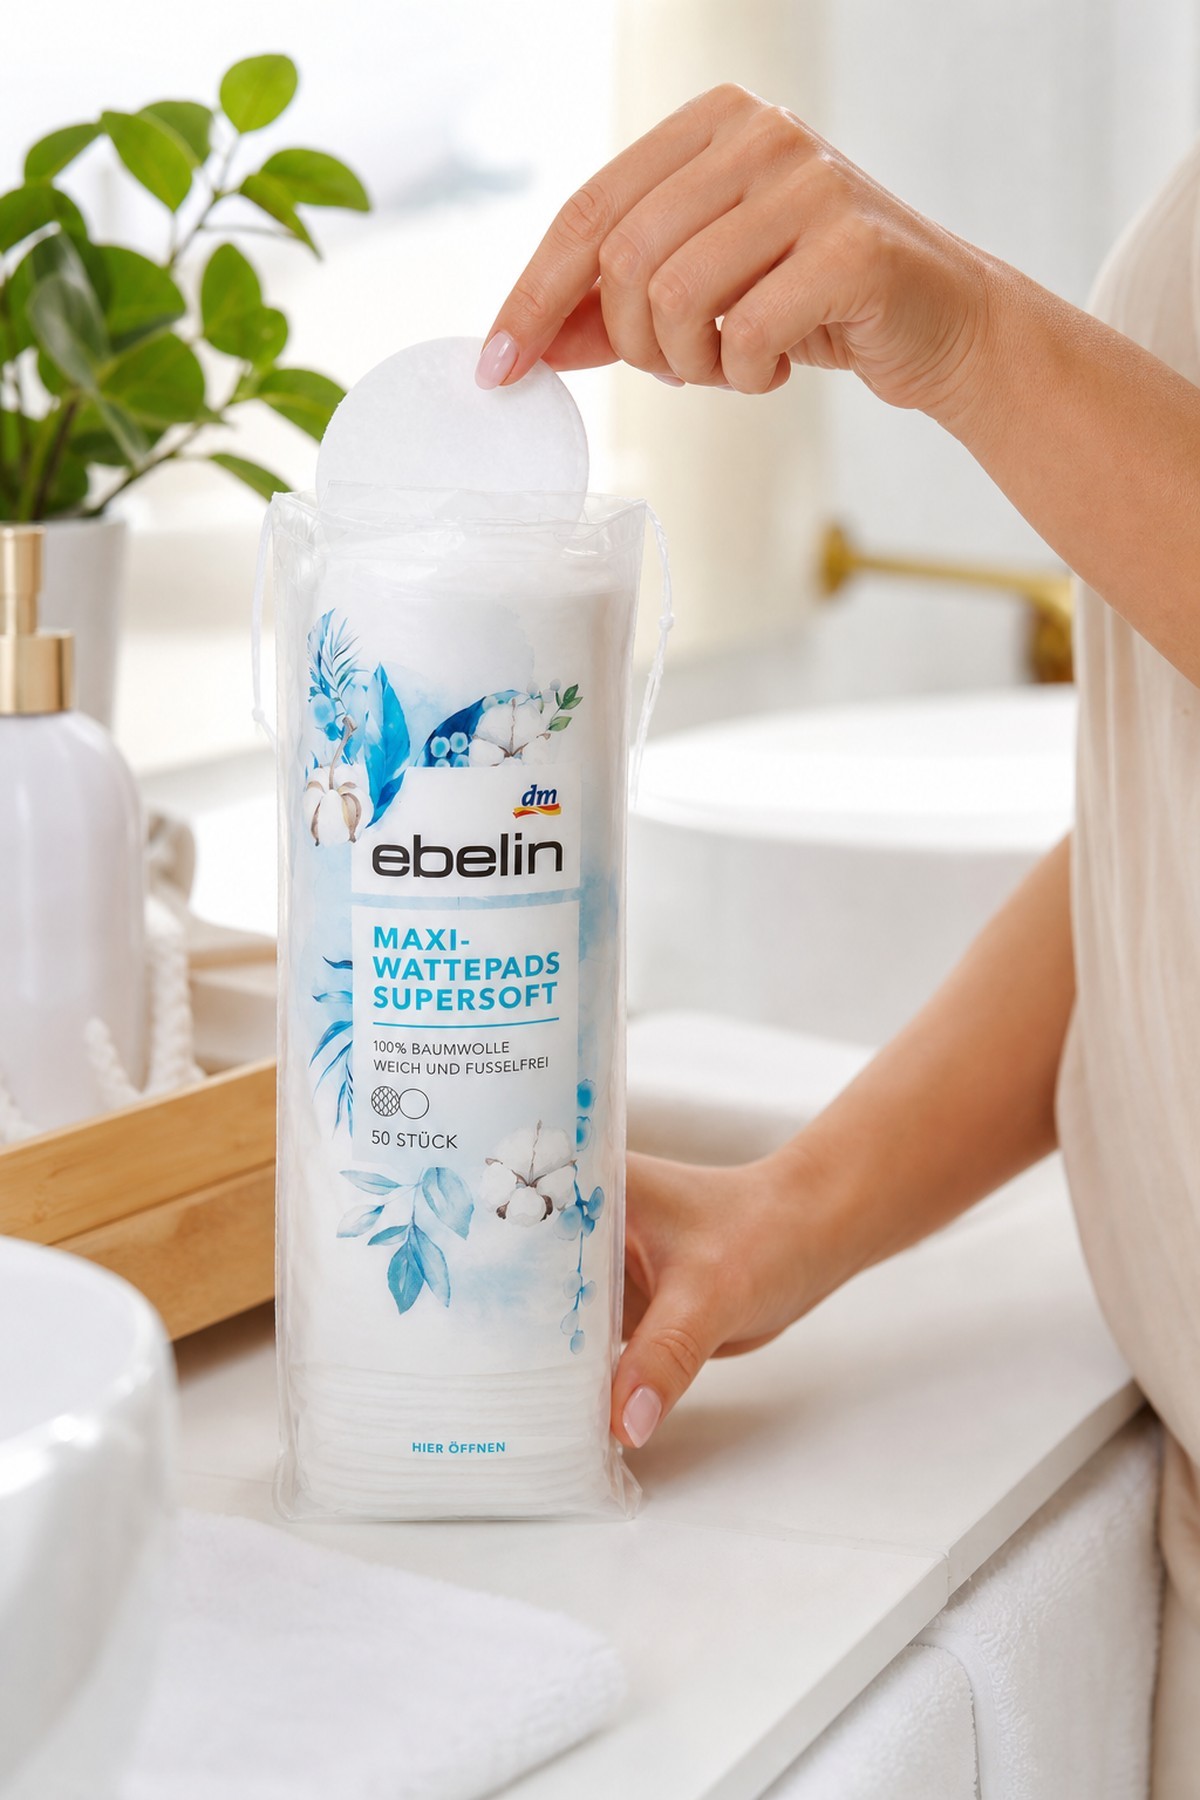 dm
ebelin
MAXI-
WATTEPADS
SUPERSOFT
100% BAUMWOLLE
WEICH UND FUSSELFREI
50 STÜCK
HIER ÖFFNEN